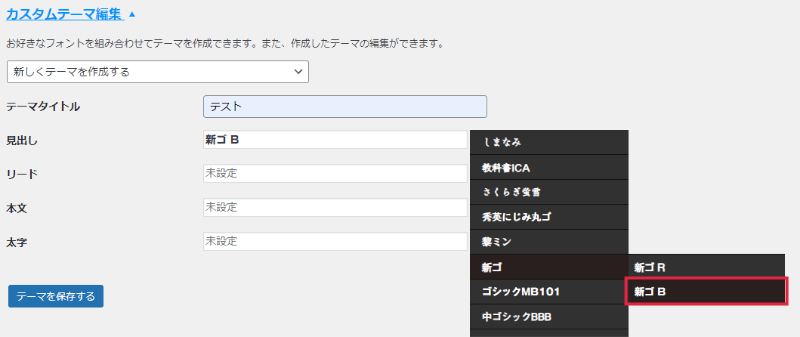 カスタムテーマ編集 ▲
お好きなフォントを組み合わせてテーマを作成できます。また、作成したテーマの編集ができます。
新しくテーマを作成する
テーマタイトル テスト
見出し 新ゴ B
リード 未設定
本文 未設定
太字 未設定
テーマを保存する
しまなみ
教科書ICA
さくらぎ蛍雪
秀英にじみ丸ゴ
黎ミン
新ゴ
ゴシックMB101
中ゴシックBBB
新ゴ R
新ゴ B